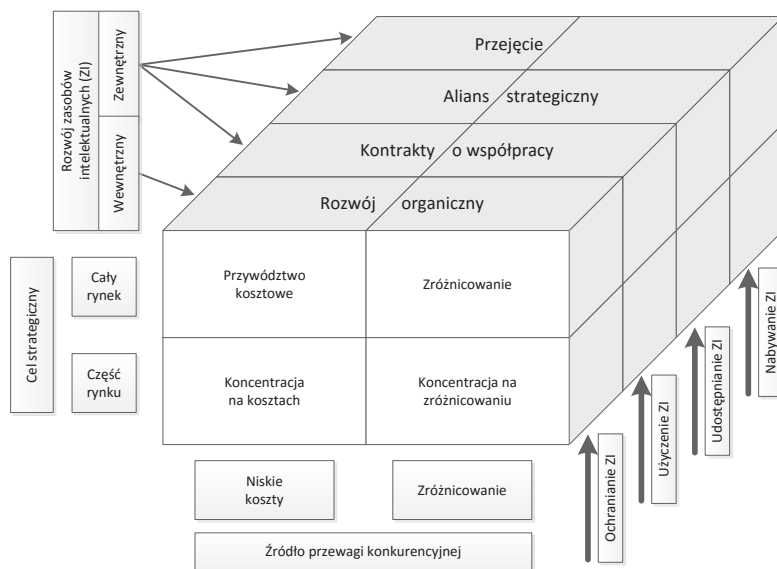 Rozwój zasobów
intelektualnych (ZI)
Zewnętrzny
Wewnętrzny
Przejęcie
Alians strategiczny
Kontrakty o współpracy
Rozwój organiczny
Cel strategiczny
Cały
rynek
Część
rynku
Przywództwo
kosztowe
Zróżnicowanie
Koncentracja
na kosztach
Koncentracja na
zróżnicowaniu
Niskie
koszty
Zróżnicowanie
Źródło przewagi konkurencyjnej
Ochranianie ZI
Użyczenie ZI
Udostępnianie ZI
Nabywanie ZI